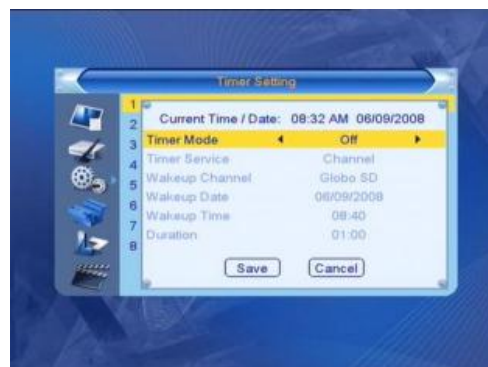 Timer Setting
1
2
3
4
5
6
7
8
Current Time / Date: 08:32 AM 06/09/2008
Timer Mode Off
Timer Service Channel
Wakeup Channel Globo SD
Wakeup Date 06/09/2008
Wakeup Time 08:40
Duration 01:00
Save Cancel